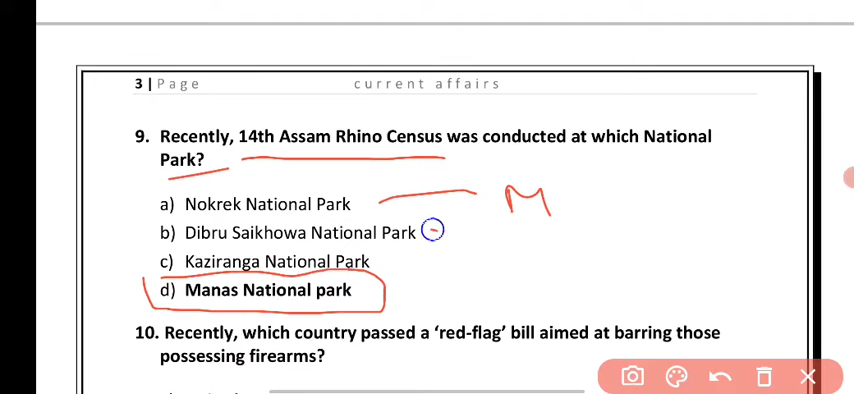 3 | P a g e current affairs
9. Recently, 14th Assam Rhino Census was conducted at which National
Park?
a) Nokrek National Park M
b) Dibru Saikhowa National Park
c) Kaziranga National Park
d) Manas National park
10. Recently, which country passed a ‘red-flag’ bill aimed at barring those
possessing firearms?